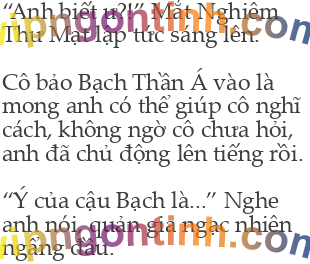 “Anh biết ư?!” Mắt Nghiêm
Thu Mạt lập tức sáng lên.
Cô bảo Bạch Thần Á vào là
mong anh có thể giúp cô nghĩ
cách, không ngờ cô chưa hỏi,
anh đã chủ động lên tiếng rồi.
“Ý của cậu Bạch là...” Nghe
anh nói, quản gia ngạc nhiên
ngẩng đầu.
vipngontinh.com
vipngontinh.com